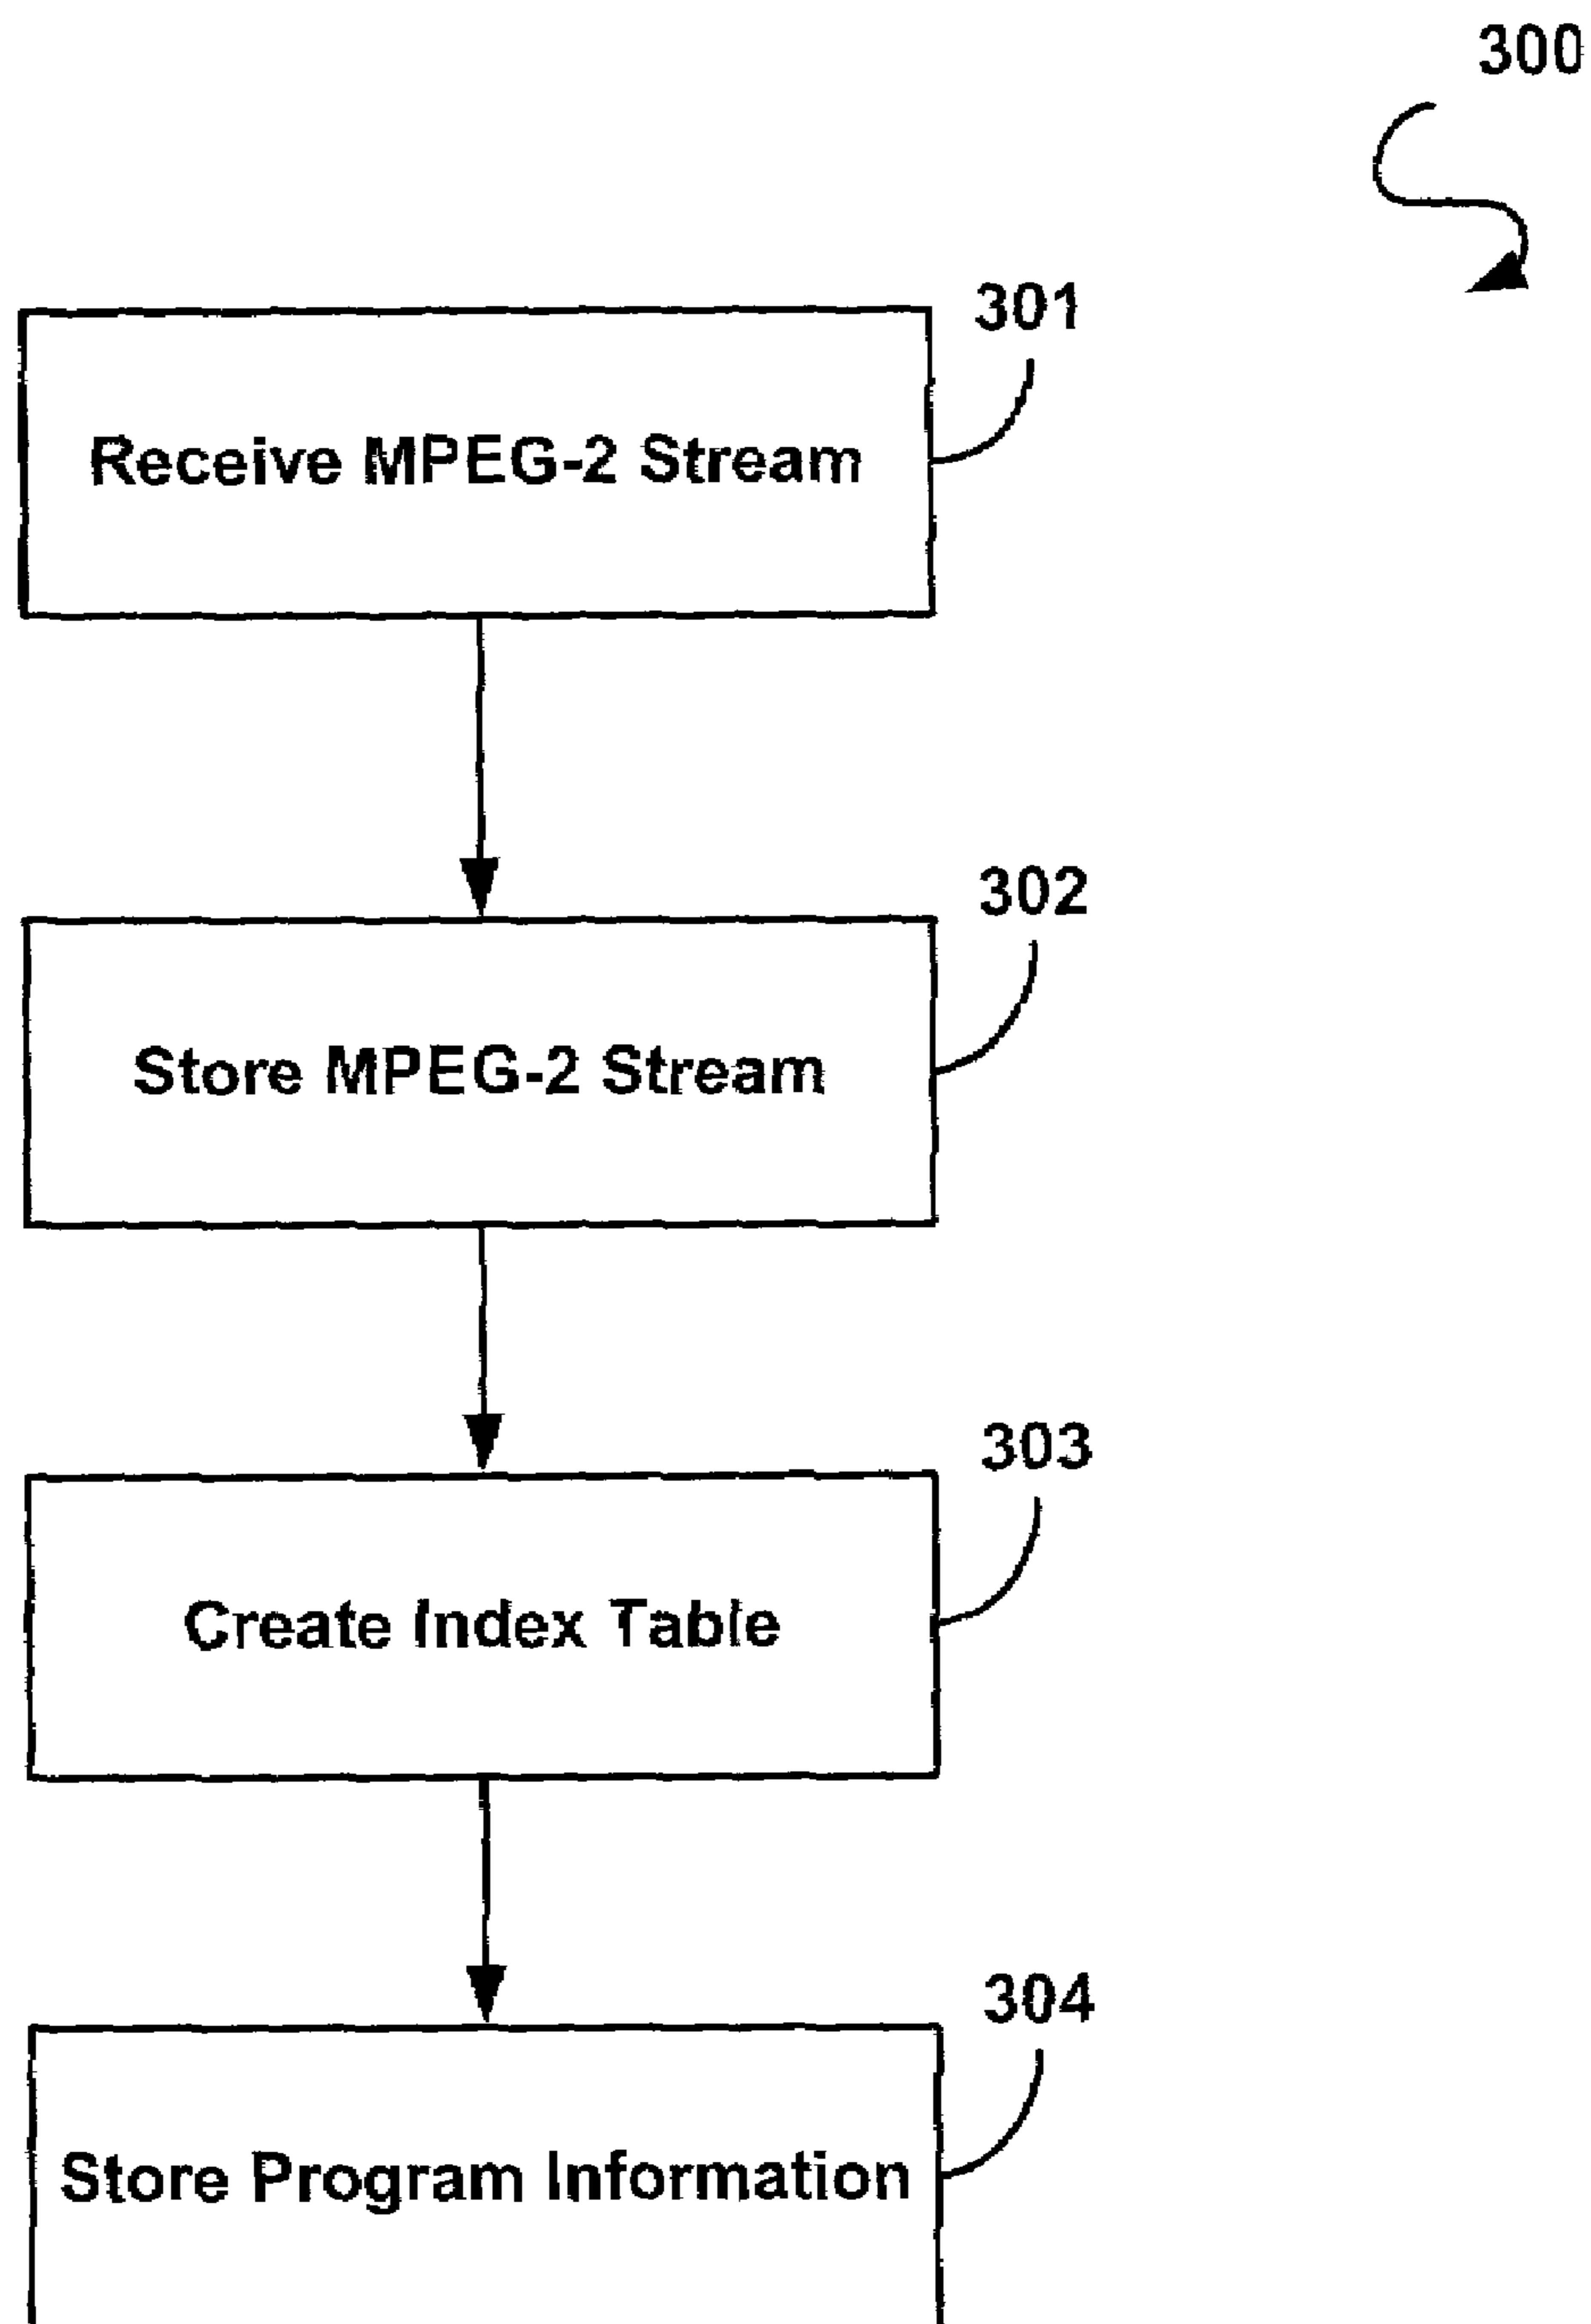 300
301
Receive MPEG-2 Stream
302
Store MPEG-2 Stream
303
Create Index Table
304
Store Program Information